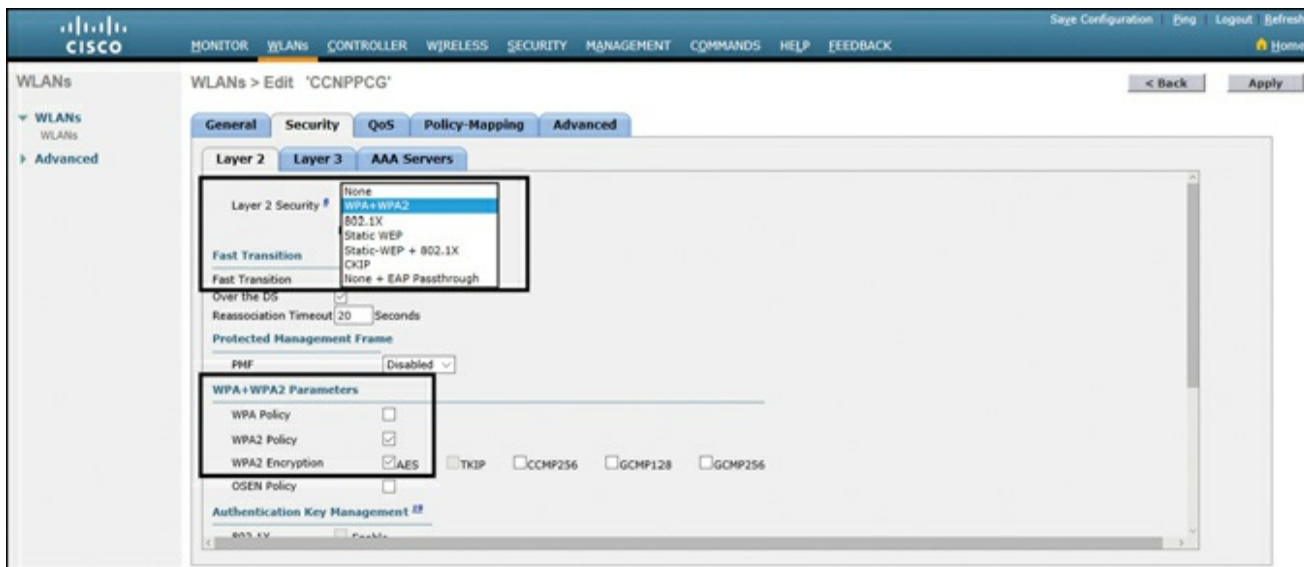 Save Configuration Ping Logout Refresh
CISCO MONITOR WLANs CONTROLLER WIRELESS SECURITY MANAGEMENT COMMANDS HELP FEEDBACK Home
WLANs WLANs > Edit 'CCNPPCG' < Back Apply
WLANs
WLANs
Advanced
General Security QoS Policy-Mapping Advanced
Layer 2 Layer 3 AAA Servers
Layer 2 Security
None
WPA+WPA2
802.1X
Static WEP
Static-WEP + 802.1X
CKIP
None + EAP Passthrough
Fast Transition
Fast Transition
Over the DS
Reassociation Timeout 20 Seconds
Protected Management Frame
PMF Disabled
WPA+WPA2 Parameters
WPA Policy
WPA2 Policy
WPA2 Encryption AES TKIP CCMP256 GCMP128 GCMP256
OSEN Policy
Authentication Key Management
802.1X Enable